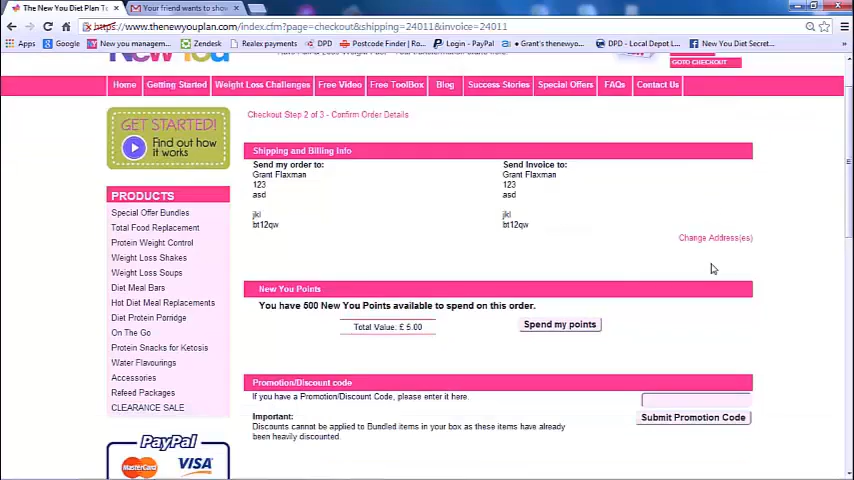 The New You Diet Plan To
Your friend wants to show
https://www.thenewyouplan.com/index.cfm?page=checkout&shipping=24011&invoice=24011
Apps
Google
New you managem...
Zendesk
Realex payments
DPD
Postcode Finder | Ro...
Login - PayPal
Grant's thenewyo...
DPD - Local Depot L...
New You Diet Secret...
New You
GOTO CHECKOUT
Home
Getting Started
Weight Loss Challenges
Free Video
Free ToolBox
Blog
Success Stories
Special Offers
FAQs
Contact Us
GET STARTED!
Find out how
it works
PRODUCTS
Special Offer Bundles
Total Food Replacement
Protein Weight Control
Weight Loss Shakes
Weight Loss Soups
Diet Meal Bars
Hot Diet Meal Replacements
Diet Protein Porridge
On The Go
Protein Snacks for Ketosis
Water Flavourings
Accessories
Refeed Packages
CLEARANCE SALE
PayPal
MasterCard
VISA
Checkout Step 2 of 3 - Confirm Order Details
Shipping and Billing Info
Send my order to:
Grant Flaxman
123
asd
jkl
bt12qw
Send Invoice to:
Grant Flaxman
123
asd
jkl
bt12qw
Change Address(es)
New You Points
You have 500 New You Points available to spend on this order.
Total Value: £ 5.00
Spend my points
Promotion/Discount code
If you have a Promotion/Discount Code, please enter it here.
Submit Promotion Code
Important:
Discounts cannot be applied to Bundled items in your box as these items have already
been heavily discounted.